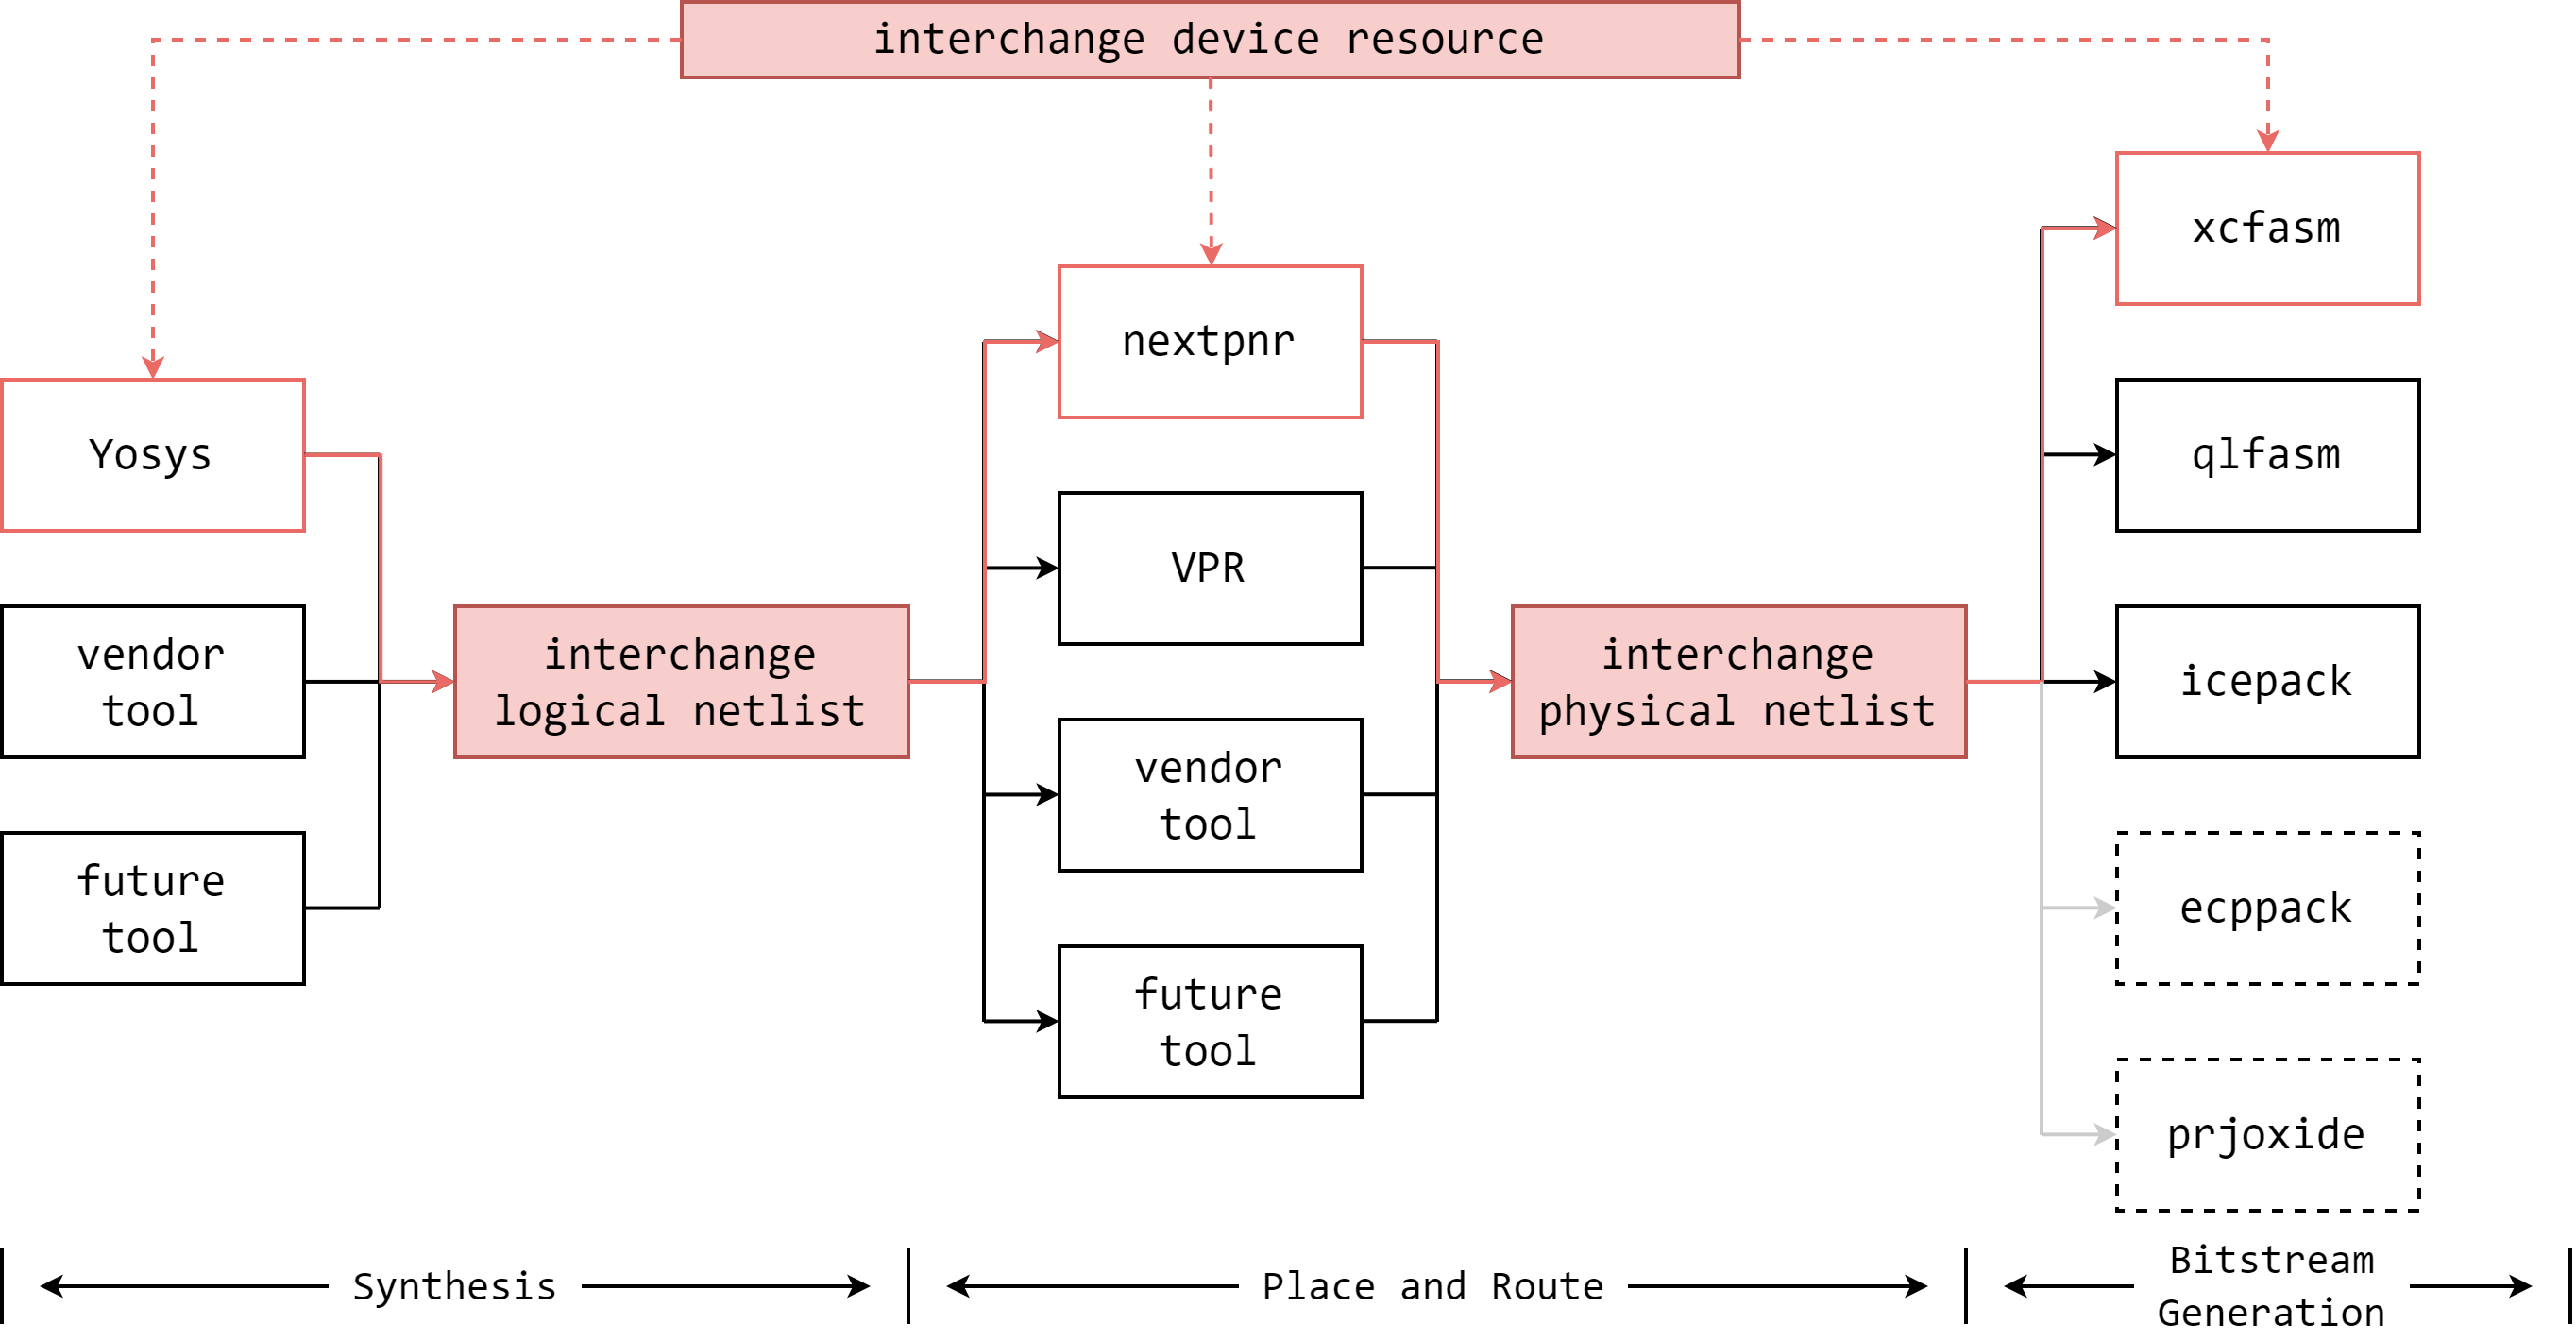 interchange device resource
Yosys
vendor
tool
future
tool
interchange
logical netlist
nextpnr
VPR
vendor
tool
future
tool
interchange
physical netlist
xcfasm
qlfasm
icepack
ecppack
prjoxide
Synthesis
Place and Route
Bitstream
Generation